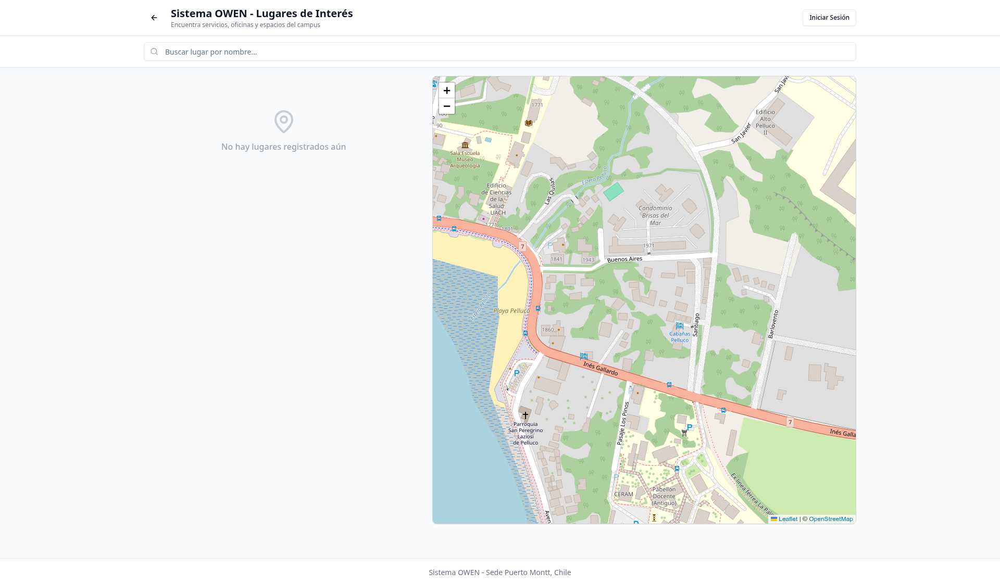 Sistema OWEN - Lugares de Interés
Encuentra servicios, oficinas y espacios del campus
Iniciar Sesión
Buscar lugar por nombre...
No hay lugares registrados aún
+
−
1771
90
Sala Escuela
Museo
Arqueología
Edificio
de Ciencias
de la
Salud
- UACH
1801
7
Las Quilas
Estero Pelluco
San Javier
San Javi
Edificio
Alto
Pelluco
II
Condominio
Brisas del
Mar
1971
Buenos Aires
1841
1943
P
Estero Pelluco
Playa Pelluco
1860
Santiago
Cabañas
Pelluco
Barlovento
Inés Gallardo
P
P
Pasaje Los Pinos
Parroquia
San Peregrino
Laziosi
de Pelluco
P
7
Inés Galla
Ex línea férrea La Palo
P
CERAM
Pabellon
Docente
(Antiguo)
P
Aven
Leaflet | © OpenStreetMap
Sistema OWEN - Sede Puerto Montt, Chile